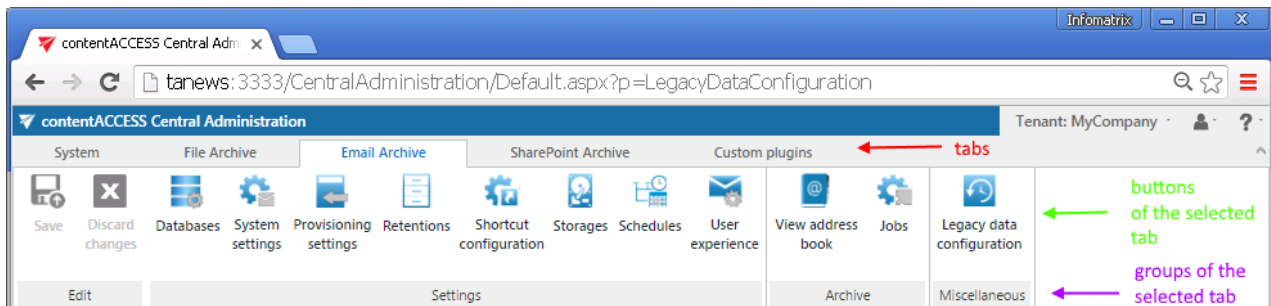 Infomatrix
contentACCESS Central Adm
tanews:3333/CentralAdministration/Default.aspx?p=LegacyDataConfiguration
contentACCESS Central Administration
Tenant: MyCompany
?
System
File Archive
Email Archive
SharePoint Archive
Custom plugins
tabs
Save
Discard
changes
Databases
System
settings
Provisioning
settings
Retentions
Shortcut
configuration
Storages
Schedules
User
experience
View address
book
Jobs
Legacy data
configuration
buttons
of the selected
tab
Edit
Settings
Archive
Miscellaneous
groups of the
selected tab